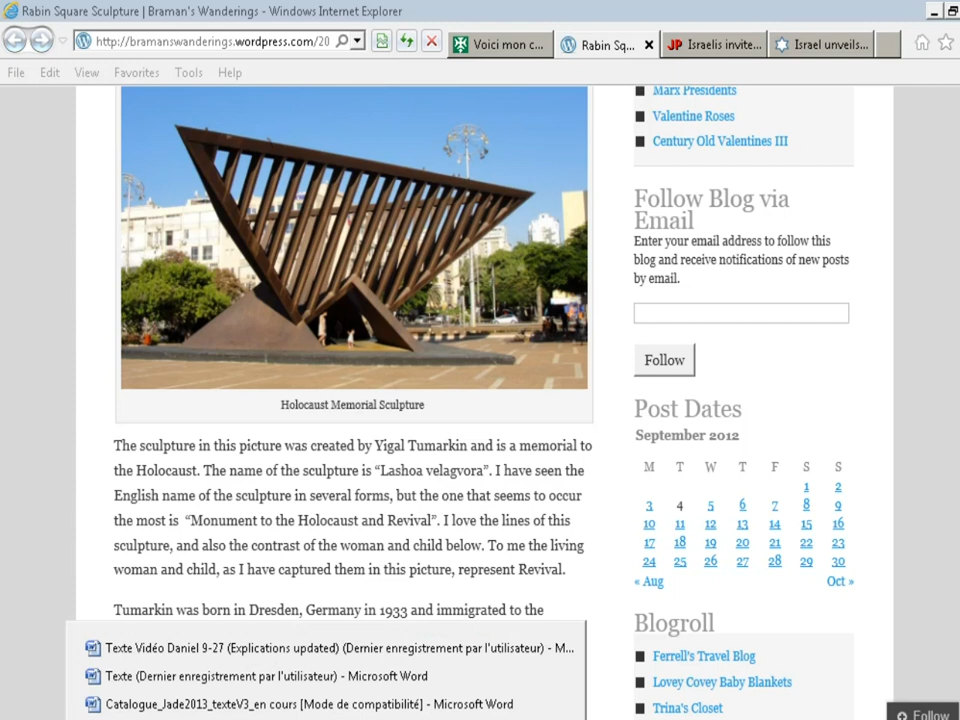 Rabin Square Sculpture | Braman's Wanderings - Windows Internet Explorer
http://bramanswanderings.wordpress.com/20
Voici mon c...
Rabin Sq...
Israelis invite...
Israel unveils...
File Edit View Favorites Tools Help
Holocaust Memorial Sculpture
The sculpture in this picture was created by Yigal Tumarkin and is a memorial to
the Holocaust. The name of the sculpture is “Lashoa velagvora”. I have seen the
English name of the sculpture in several forms, but the one that seems to occur
the most is “Monument to the Holocaust and Revival”. I love the lines of this
sculpture, and also the contrast of the woman and child below. To me the living
woman and child, as I have captured them in this picture, represent Revival.
Tumarkin was born in Dresden, Germany in 1933 and immigrated to the
Marx Presidents
Valentine Roses
Century Old Valentines III
Follow Blog via
Email
Enter your email address to follow this
blog and receive notifications of new posts
by email.
Follow
Post Dates
September 2012
M T W T F S S
1 2
3 4 5 6 7 8 9
10 11 12 13 14 15 16
17 18 19 20 21 22 23
24 25 26 27 28 29 30
« Aug Oct »
Blogroll
Ferrell's Travel Blog
Lovey Covey Baby Blankets
Trina's Closet
Texte Vidéo Daniel 9-27 (Explications updated) (Dernier enregistrement par l'utilisateur) - M...
Texte (Dernier enregistrement par l'utilisateur) - Microsoft Word
Catalogue_Jade2013_texteV3_en cours [Mode de compatibilité] - Microsoft Word
Follow